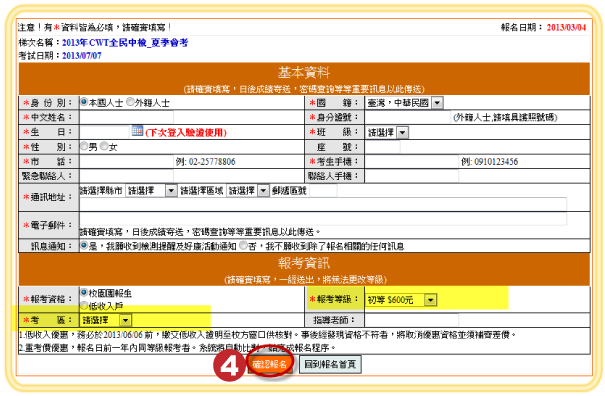 注意！有＊資料皆為必填，請確實填寫！ 報名日期： 2013/03/04
梯次名稱：2013年CWT全民中檢_夏季會考
考試日期：2013/07/07
基本資料
(請確實填寫，日後成績寄送，密碼查詢等等重要訊息以此傳送)
＊身 份 別： 本國人士 外籍人士 ＊國 籍： 臺灣，中華民國
＊中文姓名： ＊身分證號： (外籍人士,請填具護照號碼)
＊生 日： (下次登入驗證使用) ＊班 級： 請選擇
＊性 別： 男 女 座 號：
＊市 話： 例: 02-25778806 ＊考生手機： 例: 0910123456
緊急聯絡人： 聯絡人手機：
＊通訊地址： 請選擇縣市 請選擇 請選擇區域 請選擇 郵遞區號
＊電子郵件： 請確實填寫，日後成績寄送，密碼查詢等等重要訊息以此傳送。
訊息通知： 是，我願收到檢測提醒及好康活動通知 否，我不願收到除了報名相關的任何訊息
報考資訊
(請確實填寫，一經送出，將無法更改等級)
＊報考資格： 校園團報生 ＊報考等級： 初等 $600元
低收入戶
＊考 區： 請選擇 指導老師：
1.低收入優惠，務必於2013/06/06 前，繳交低收入證明至校方窗口供核對。事後經發現資格不符者，將取消優惠資格並須補齊差價。
2.重考價優惠，報名日前一年內同等級報考者。系統將自動比對，請完成報名程序。
4 確認報名 回到報名首頁